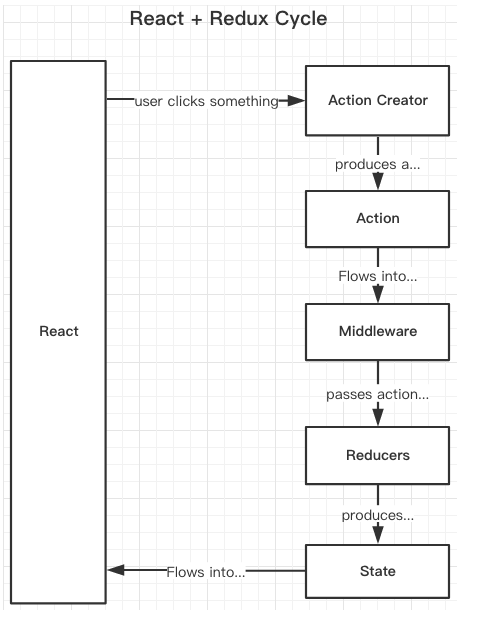 React + Redux Cycle
user clicks something
Action Creator
produces a...
Action
Flows into...
React
Middleware
passes action...
Reducers
produces...
Flows into...
State